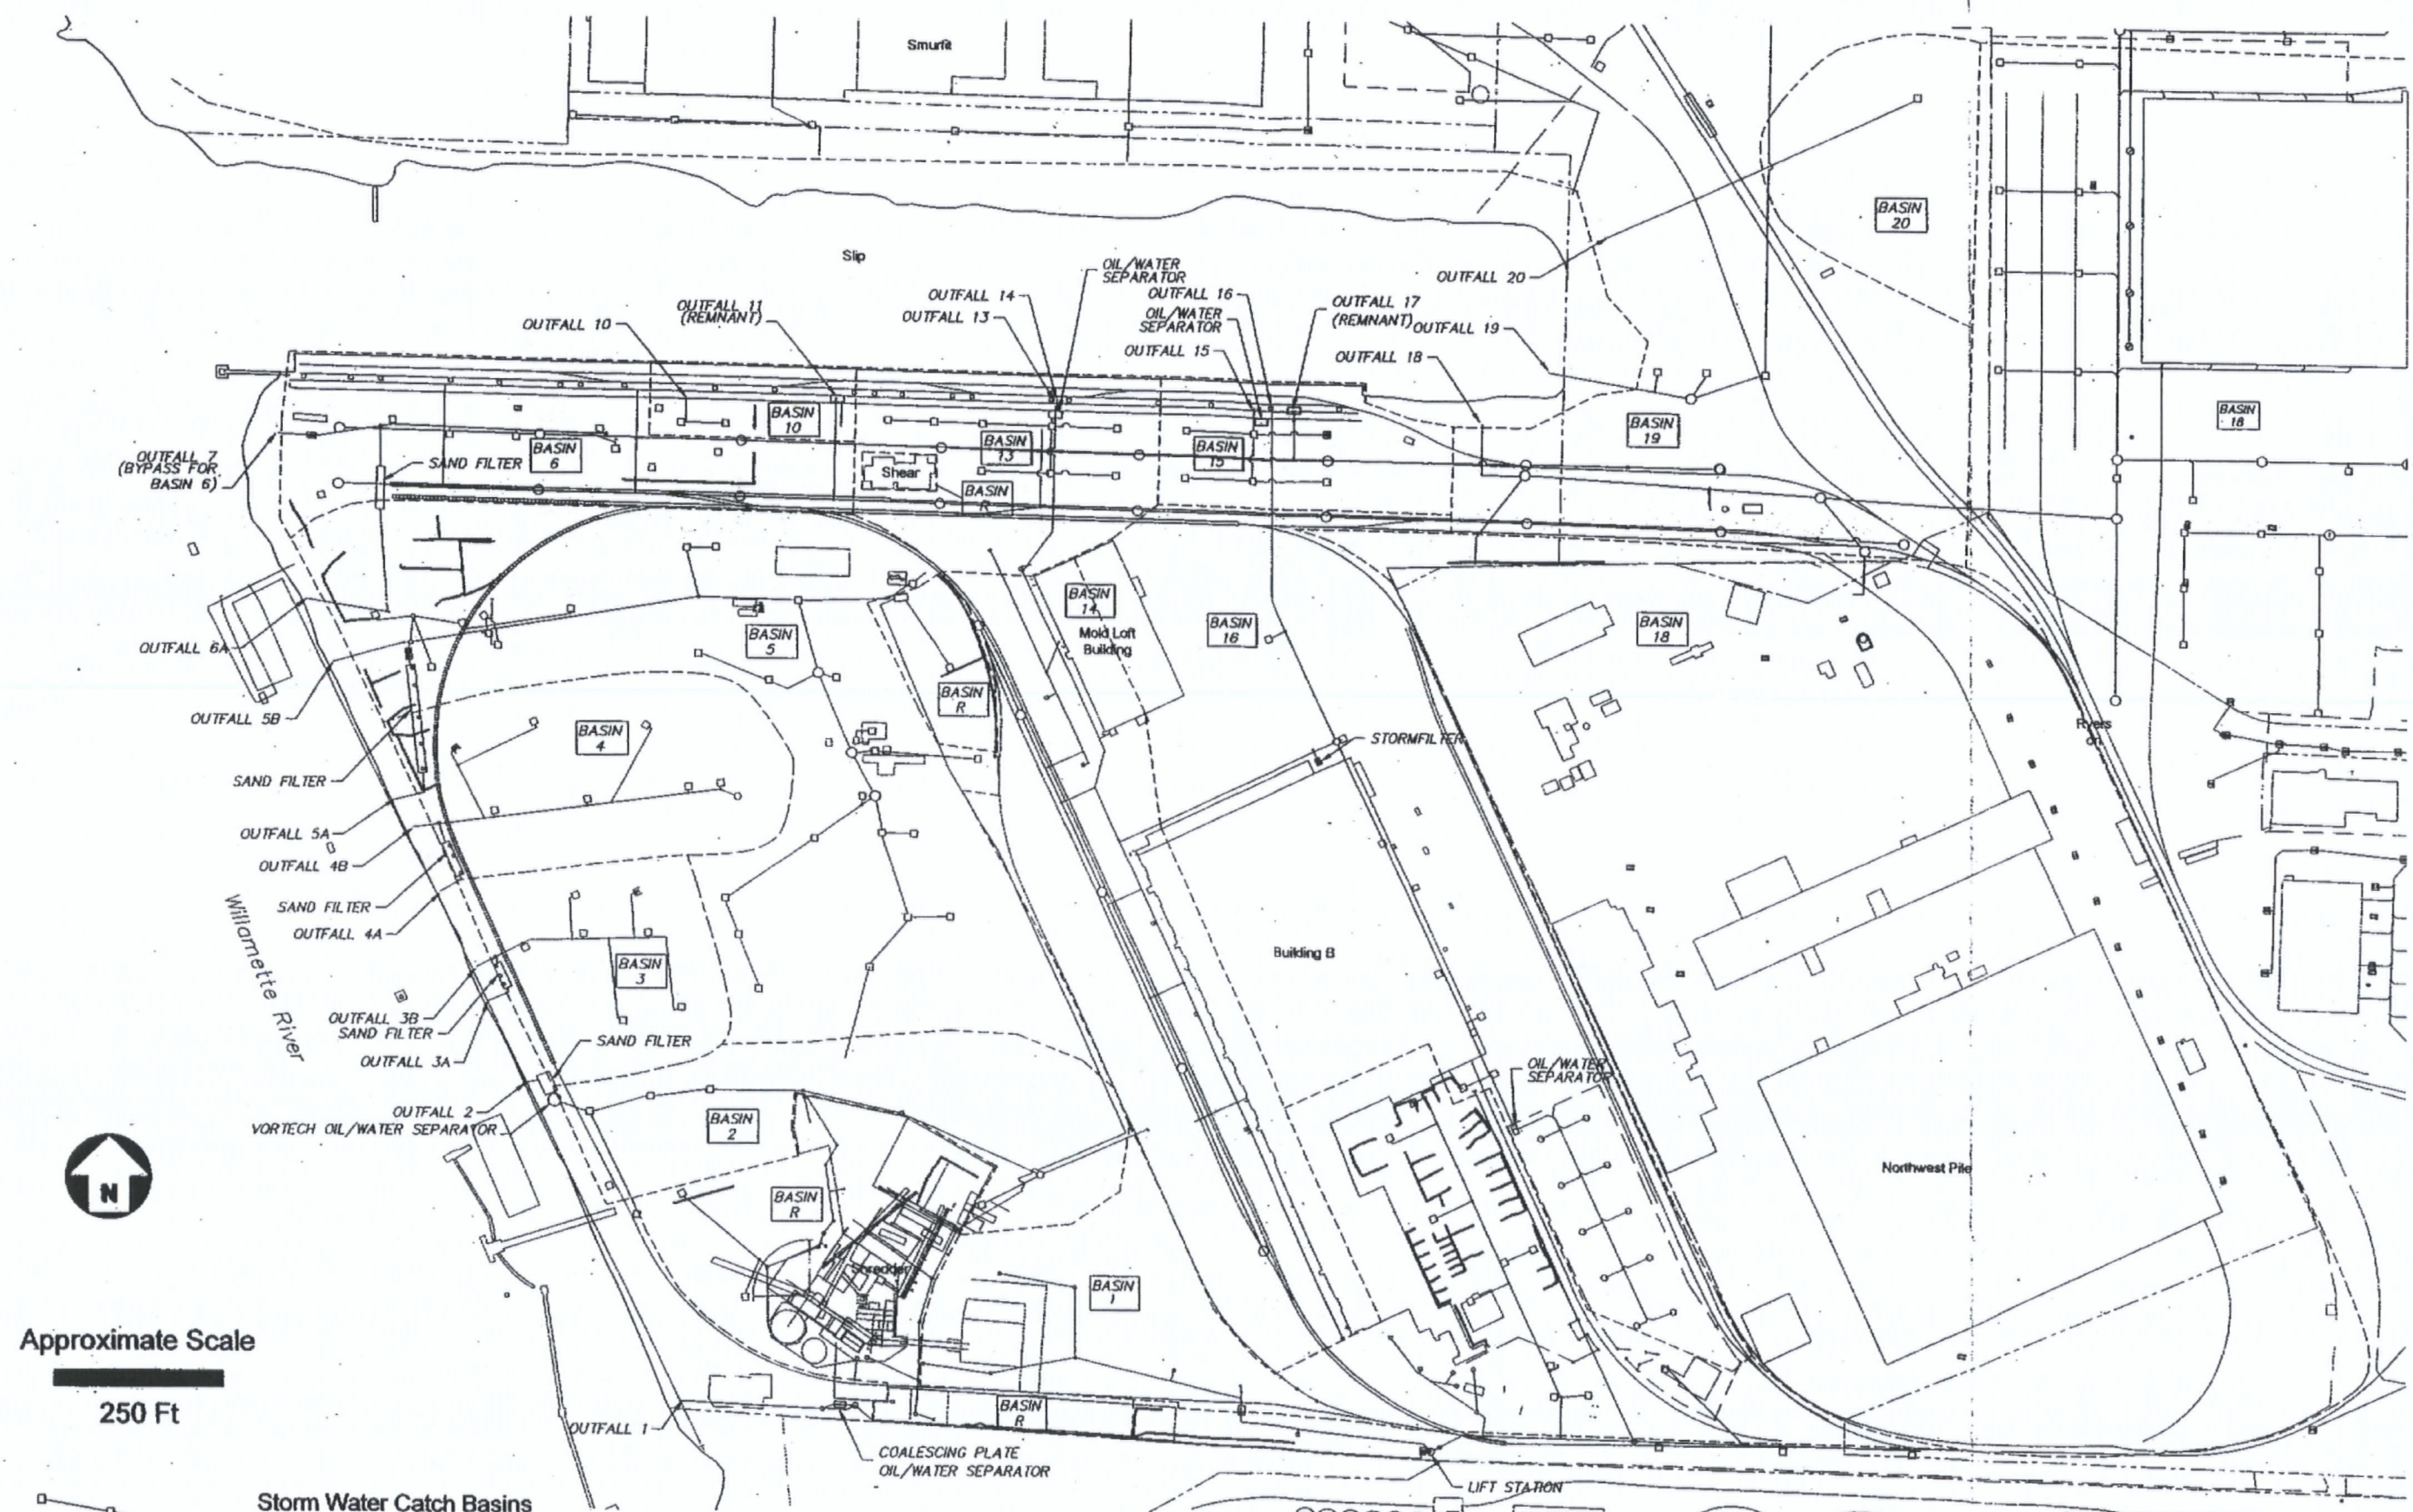 Smurfit
BASIN
20
Slip
OIL/WATER
SEPARATOR
OUTFALL 20
OUTFALL 14
OUTFALL 16
OUTFALL 11
(REMNANT)
OUTFALL 17
(REMNANT)
OUTFALL 13
OIL/WATER
SEPARATOR
OUTFALL 10
OUTFALL 19
OUTFALL 15
OUTFALL 18
BASIN
10
BASIN
18
BASIN
19
BASIN
6
BASIN
13
BASIN
15
OUTFALL 7
(BYPASS FOR
BASIN 6)
SAND FILTER
Shear
BASIN
R
BASIN
14
Mold Loft
Building
BASIN
5
BASIN
16
BASIN
18
OUTFALL 6A
BASIN
R
OUTFALL 5B
Ryers
on
BASIN
4
STORMFILTER
SAND FILTER
OUTFALL 5A
OUTFALL 4B
SAND FILTER
OUTFALL 4A
Willamette River
Building B
BASIN
3
OUTFALL 3B
SAND FILTER
SAND FILTER
OUTFALL 3A
OIL/WATER
SEPARATOR
OUTFALL 2
VORTECH OIL/WATER SEPARATOR
BASIN
2
Northwest Pile
N
BASIN
R
Shredder
BASIN
1
Approximate Scale
250 Ft
BASIN
R
OUTFALL 1
COALESCING PLATE
OIL/WATER SEPARATOR
LIFT STATION
Storm Water Catch Basins